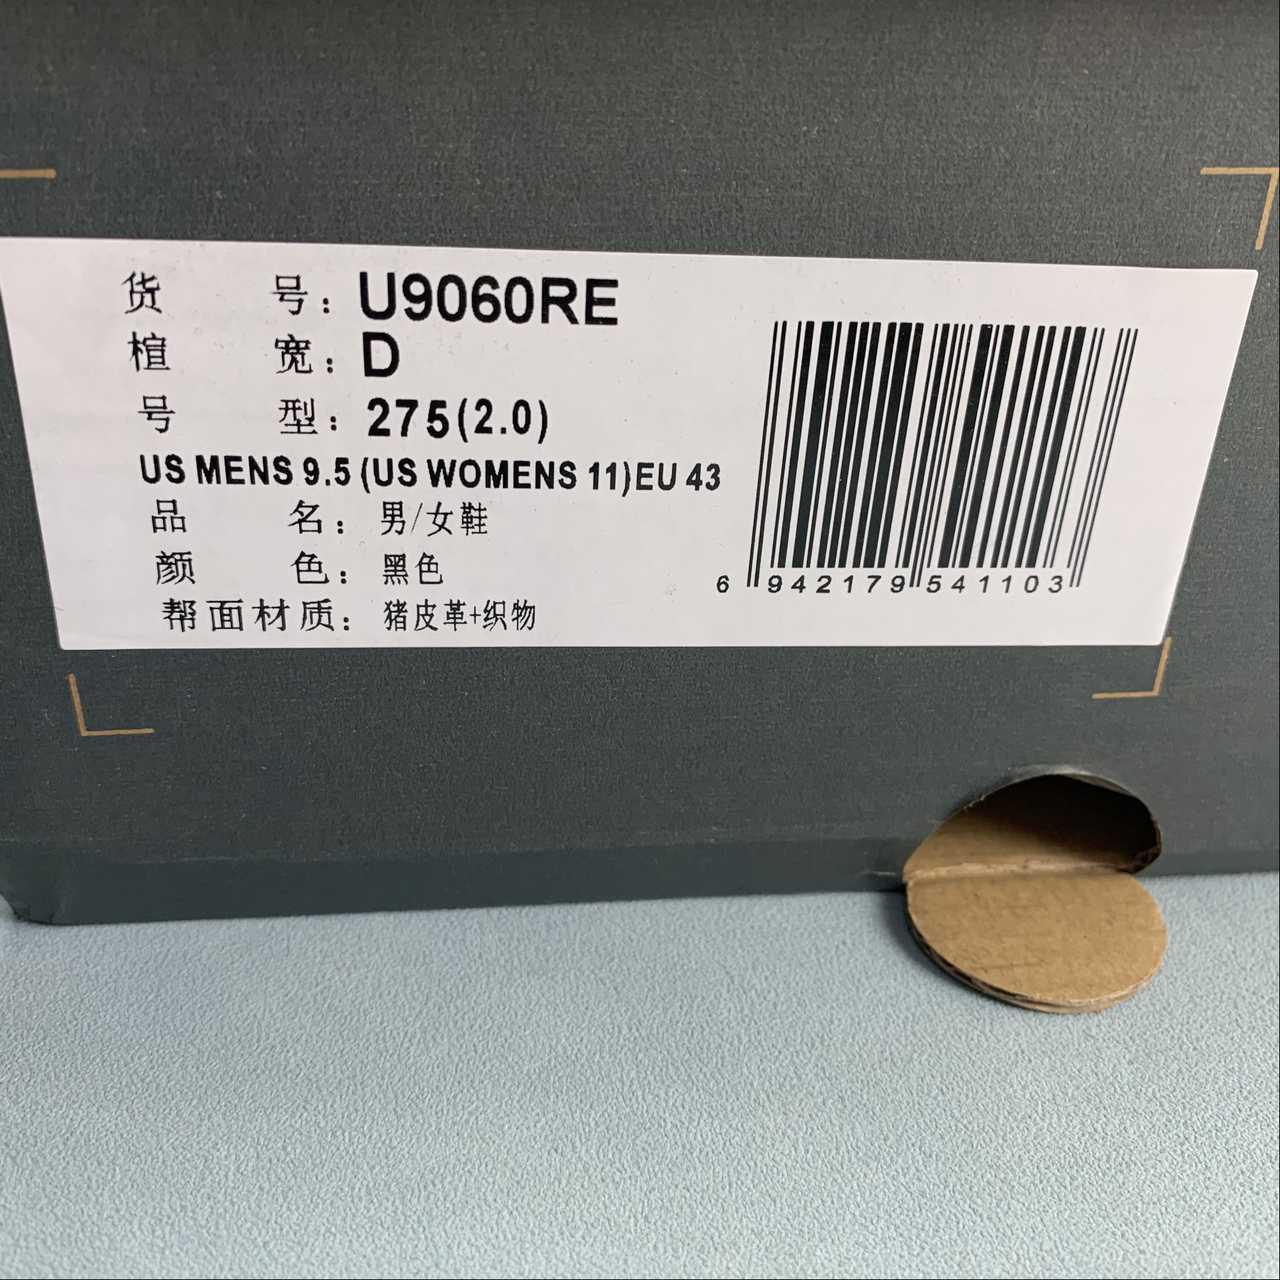 货号：U9060RE
楦宽：D
号型：275(2.0)
US MENS 9.5 (US WOMENS 11)EU 43
品名：男/女鞋
颜色：黑色
帮面材质：猪皮革+织物
6 942179 541103